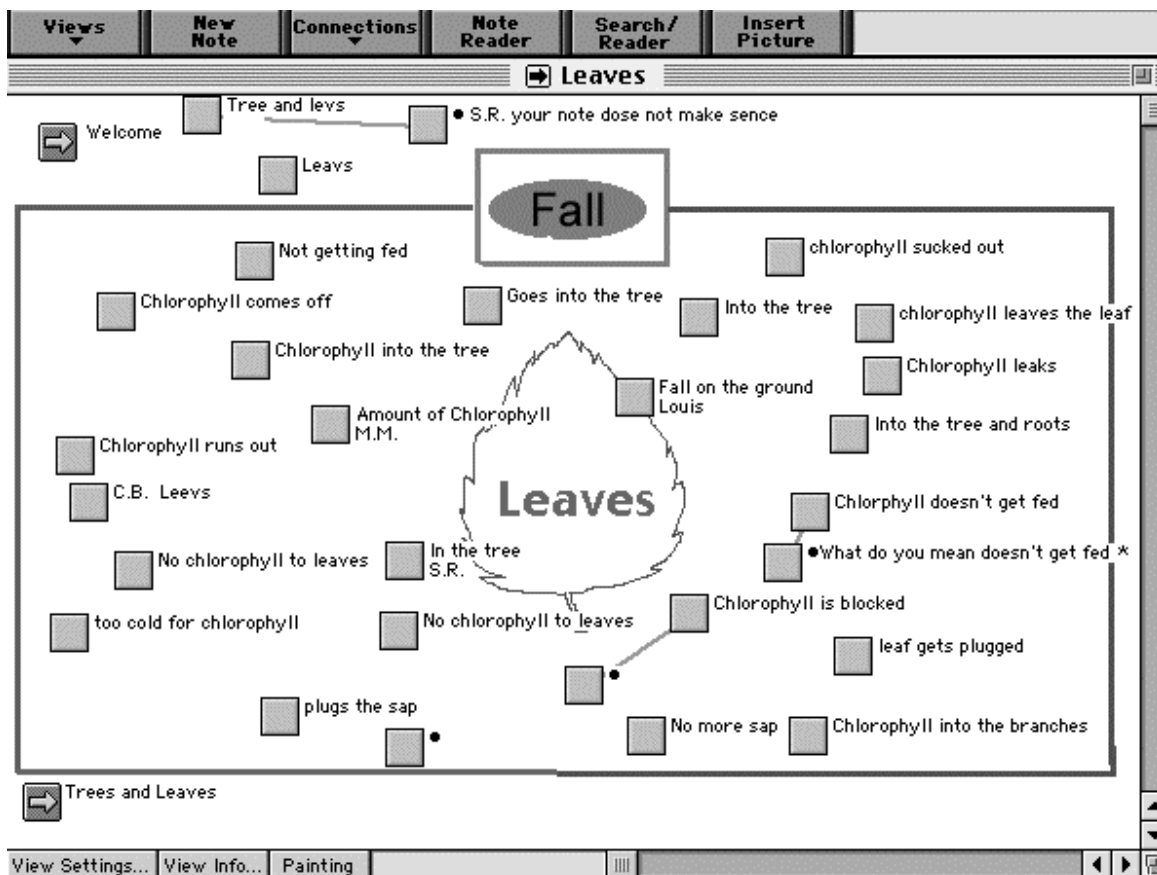 Views
New
Note
Connections
Note
Reader
Search/
Reader
Insert
Picture
Leaves
Tree and levs
• S.R. your note dose not make sence
Welcome
Leavs
Fall
Not getting fed
chlorophyll sucked out
Chlorophyll comes off
Goes into the tree
Into the tree
chlorophyll leaves the leaf
Chlorophyll into the tree
Chlorophyll leaks
Fall on the ground
Louis
Amount of Chlorophyll
M.M.
Into the tree and roots
Chlorophyll runs out
C.B. Leevs
Leaves
Chlorphyll doesn't get fed
No chlorophyll to leaves
In the tree
S.R.
•What do you mean doesn't get fed *
Chlorophyll is blocked
too cold for chlorophyll
No chlorophyll to leaves
leaf gets plugged
•
plugs the sap
•
No more sap
Chlorophyll into the branches
Trees and Leaves
View Settings...
View Info...
Painting